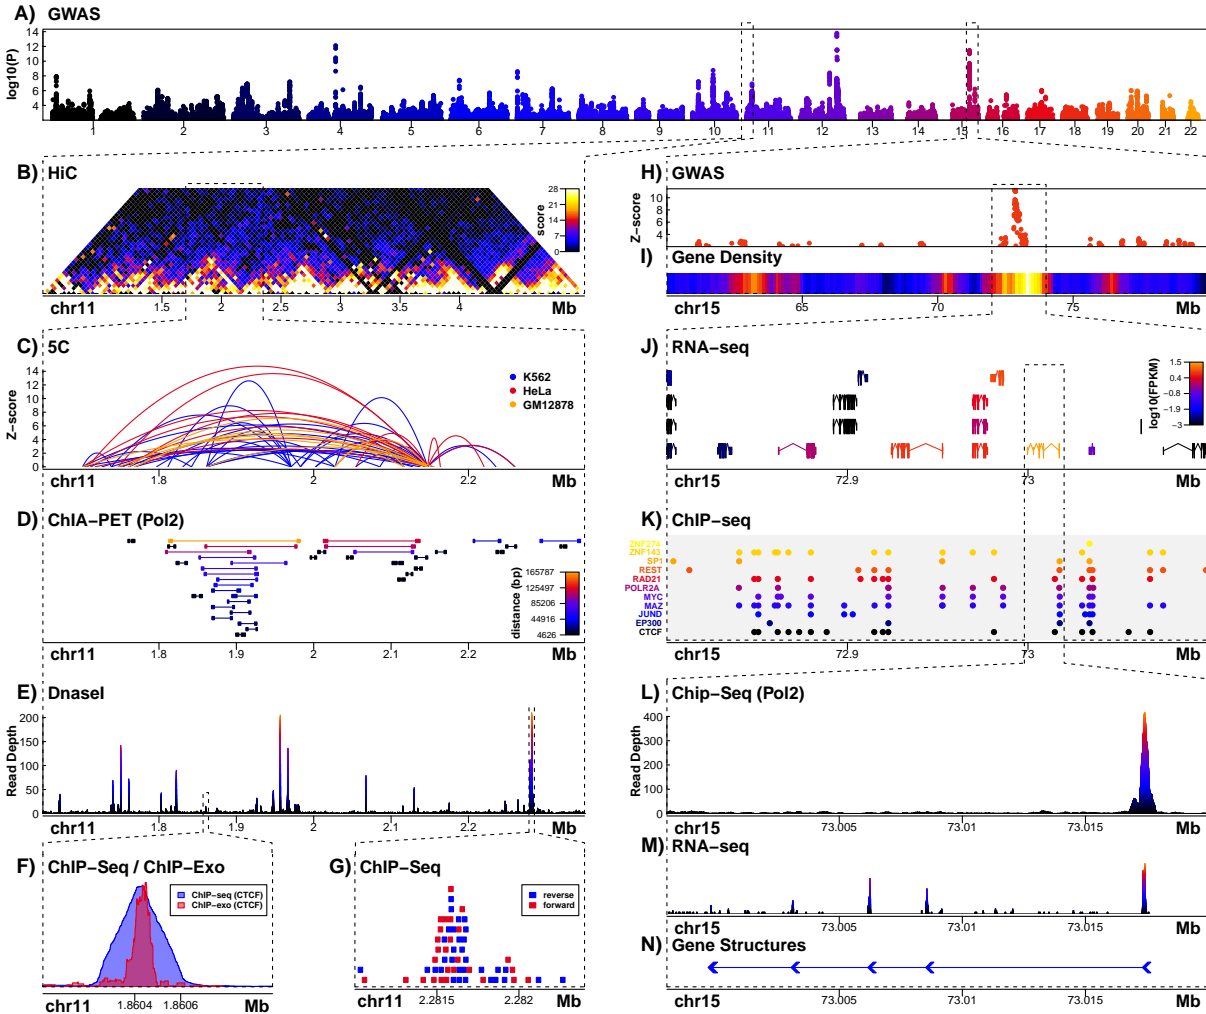 A) GWAS
log10(P)
14
12
10
8
6
4
1 2 3 4 5 6 7 8 9 10 11 12 13 14 15 16 17 18 19 20 21 22
B) HiC
score
28
21
14
7
0
chr11 1.5 2 2.5 3 3.5 4 Mb
C) 5C
Z−score
14
12
10
8
6
4
2
0
K562
HeLa
GM12878
chr11 1.8 2 2.2 Mb
D) ChIA−PET (Pol2)
distance (bp)
165787
125497
85206
44916
4626
chr11 1.8 1.9 2 2.1 2.2 Mb
E) DnaseI
Read Depth
200
150
100
50
0
chr11 1.8 1.9 2 2.1 2.2 Mb
F) ChIP−Seq / ChIP−Exo
ChIP−seq (CTCF)
ChIP−exo (CTCF)
chr11 1.8604 1.8606 Mb
G) ChIP−Seq
reverse
forward
chr11 2.2815 2.282 Mb
H) GWAS
Z−score
10
8
6
4
I) Gene Density
chr15 65 70 75 Mb
J) RNA−seq
log10(FPKM)
1.5
0.4
−0.8
−1.9
−3
chr15 72.9 73 Mb
K) ChIP−seq
ZNF274
ZNF143
SP1
REST
RAD21
POLR2A
MYC
MAZ
JUND
EP300
CTCF
chr15 72.9 73 Mb
L) Chip−Seq (Pol2)
Read Depth
400
300
200
100
0
chr15 73.005 73.01 73.015 Mb
M) RNA−seq
chr15 73.005 73.01 73.015 Mb
N) Gene Structures
chr15 73.005 73.01 73.015 Mb